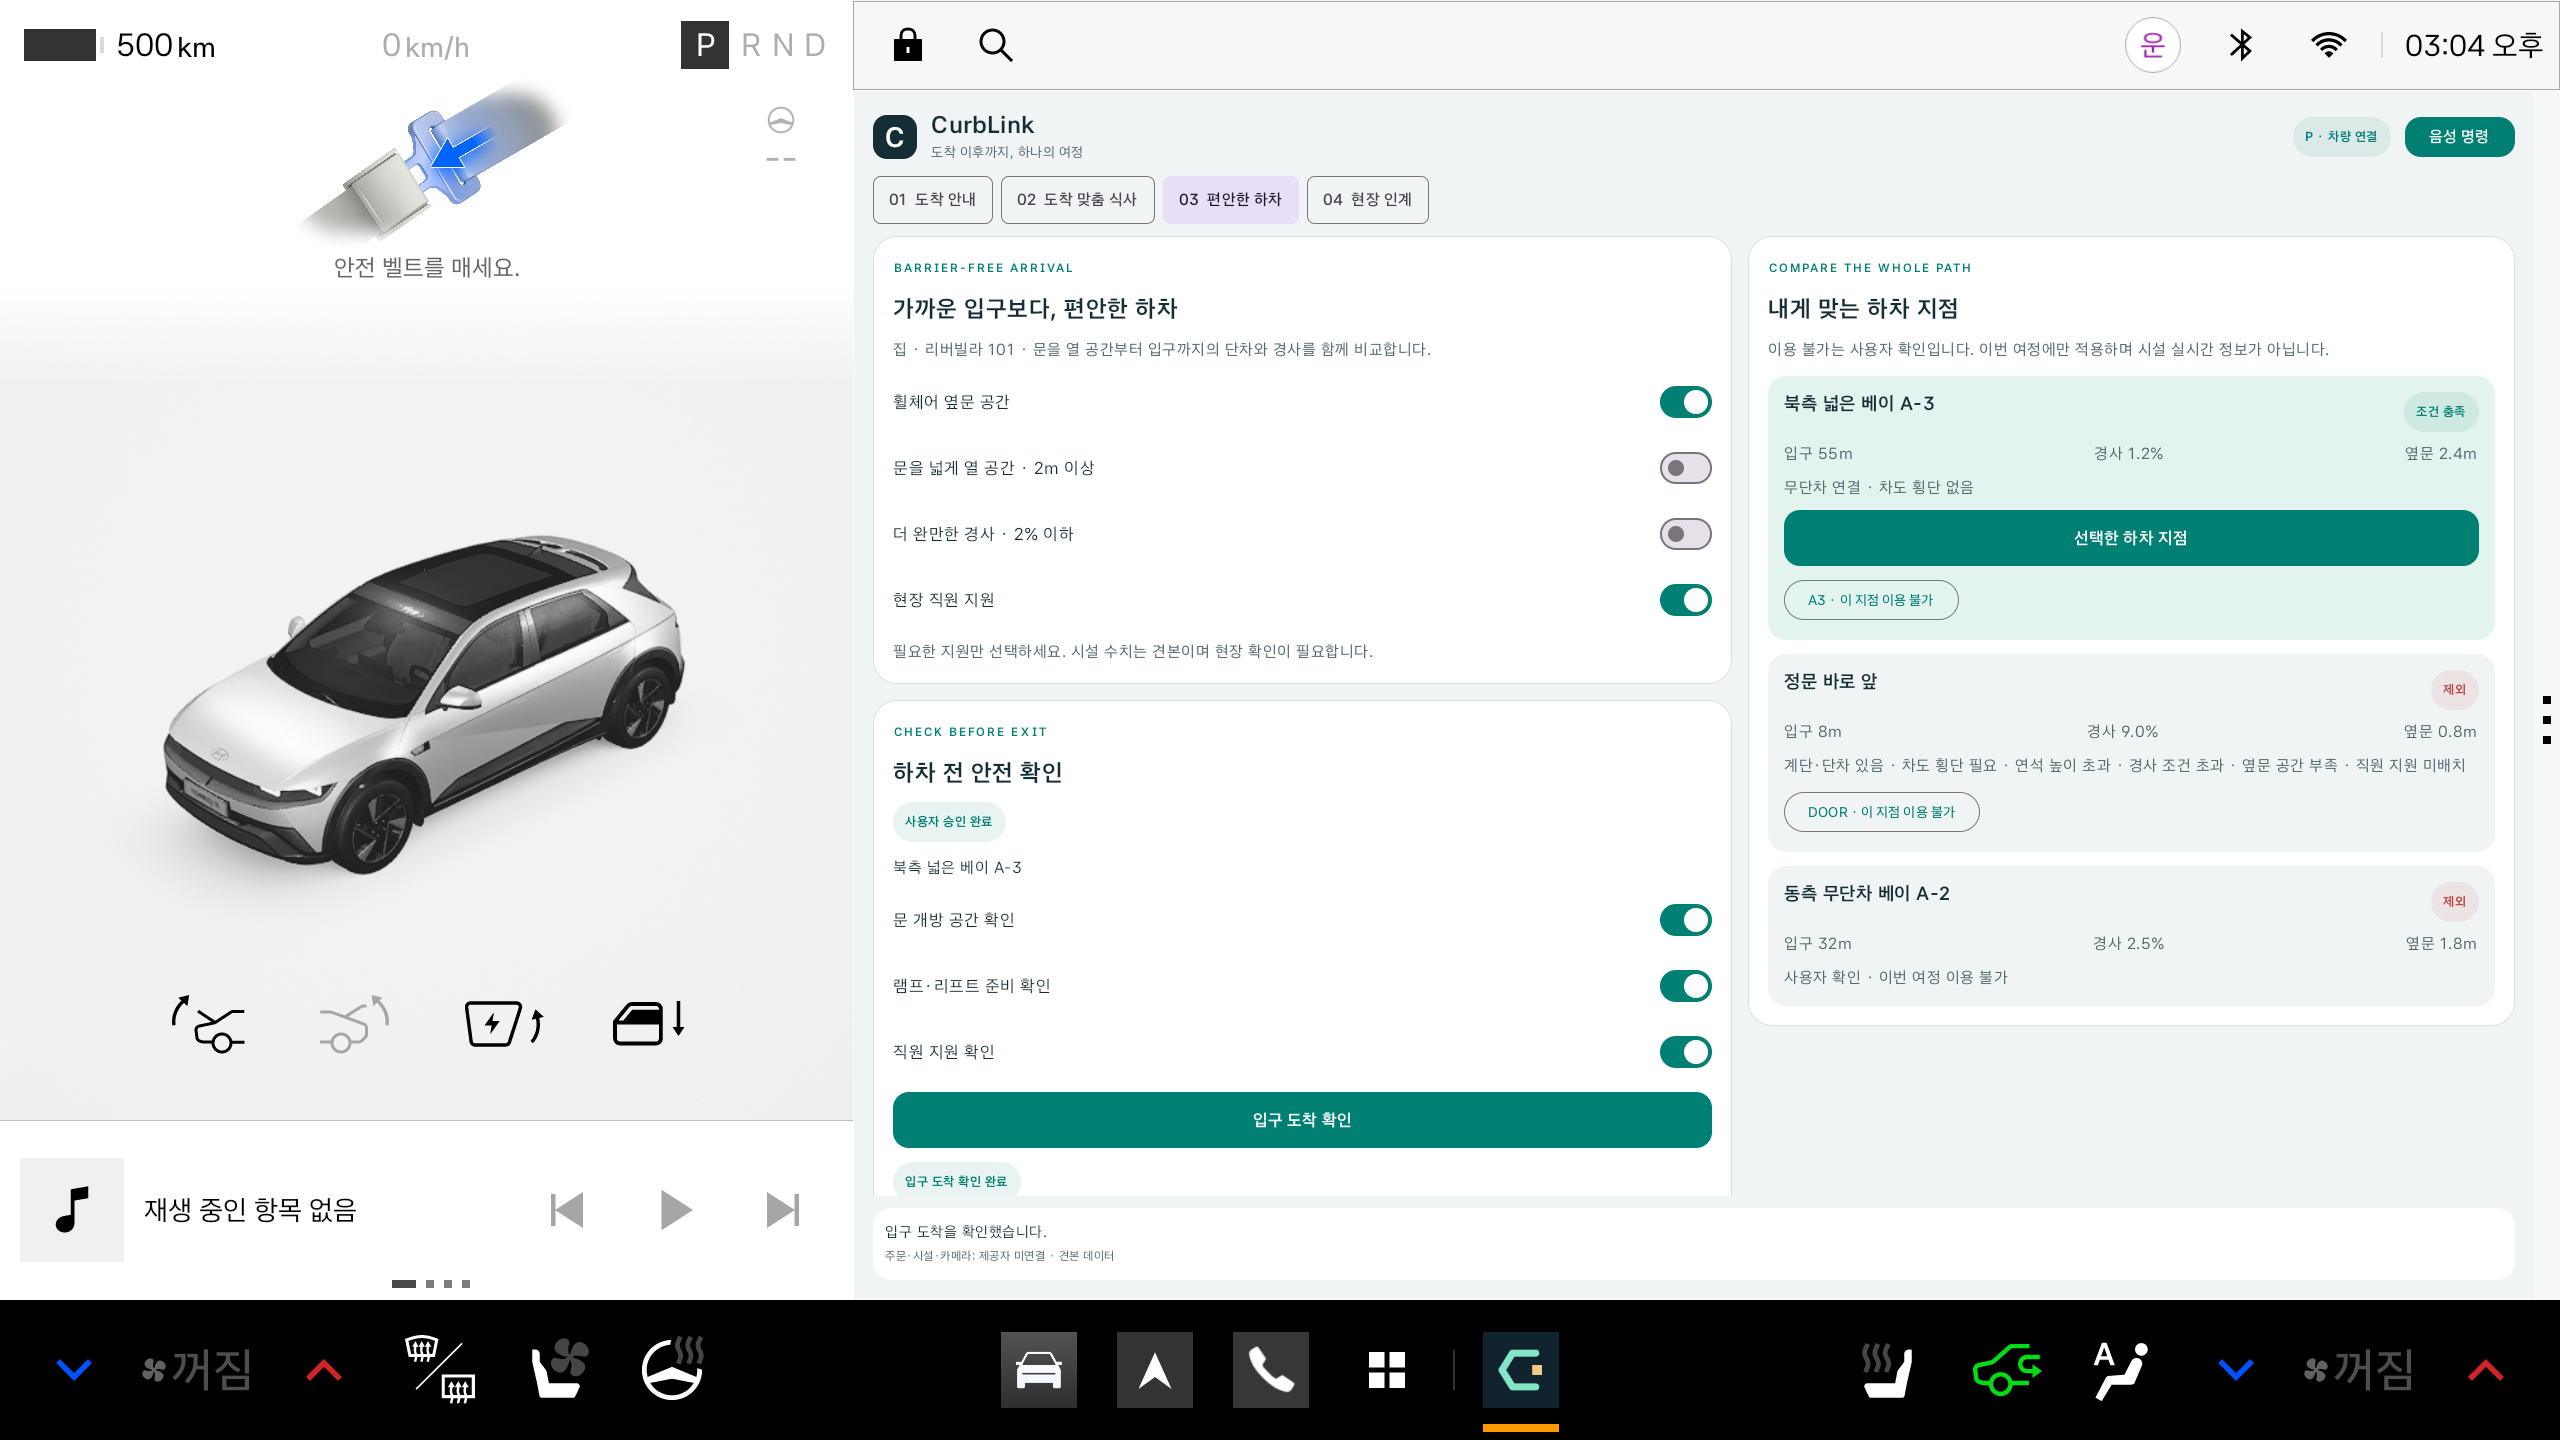 500 km
0 km/h
P R N D
안전 벨트를 매세요.
재생 중인 항목 없음
운
03:04 오후
C
CurbLink
도착 이후까지, 하나의 여정
P · 차량 연결
음성 명령
01 도착 안내
02 도착 맞춤 식사
03 편안한 하차
04 현장 인계
BARRIER-FREE ARRIVAL
가까운 입구보다, 편안한 하차
집 · 리버빌라 101 · 문을 열 공간부터 입구까지의 단차와 경사를 함께 비교합니다.
휠체어 옆문 공간
문을 넓게 열 공간 · 2m 이상
더 완만한 경사 · 2% 이하
현장 직원 지원
필요한 지원만 선택하세요. 시설 수치는 견본이며 현장 확인이 필요합니다.
CHECK BEFORE EXIT
하차 전 안전 확인
사용자 승인 완료
북측 넓은 베이 A-3
문 개방 공간 확인
램프·리프트 준비 확인
직원 지원 확인
입구 도착 확인
입구 도착 확인 완료
COMPARE THE WHOLE PATH
내게 맞는 하차 지점
이용 불가는 사용자 확인입니다. 이번 여정에만 적용하며 시설 실시간 정보가 아닙니다.
북측 넓은 베이 A-3
조건 충족
입구 55m 경사 1.2% 옆문 2.4m
무단차 연결 · 차도 횡단 없음
선택한 하차 지점
A3 · 이 지점 이용 불가
정문 바로 앞
제외
입구 8m 경사 9.0% 옆문 0.8m
계단·단차 있음 · 차도 횡단 필요 · 연석 높이 초과 · 경사 조건 초과 · 옆문 공간 부족 · 직원 지원 미배치
DOOR · 이 지점 이용 불가
동측 무단차 베이 A-2
제외
입구 32m 경사 2.5% 옆문 1.8m
사용자 확인 · 이번 여정 이용 불가
입구 도착을 확인했습니다.
주문·시설·카메라: 제공자 미연결 · 견본 데이터
꺼짐
A
꺼짐